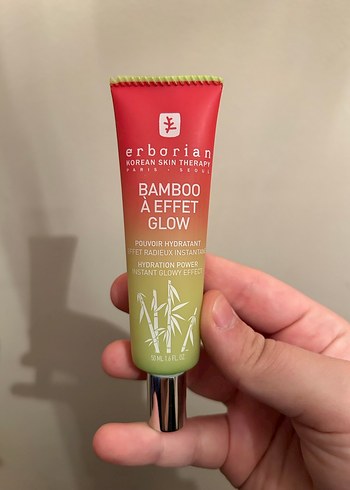 erborian
KOREAN SKIN THERAPY
PARIS - SEOUL
BAMBOO
À EFFET
GLOW
POUVOIR HYDRATANT
EFFET RADIEUX INSTANTANÉ
HYDRATION POWER
INSTANT GLOWY EFFECT
50 ML 1.6 FL.OZ